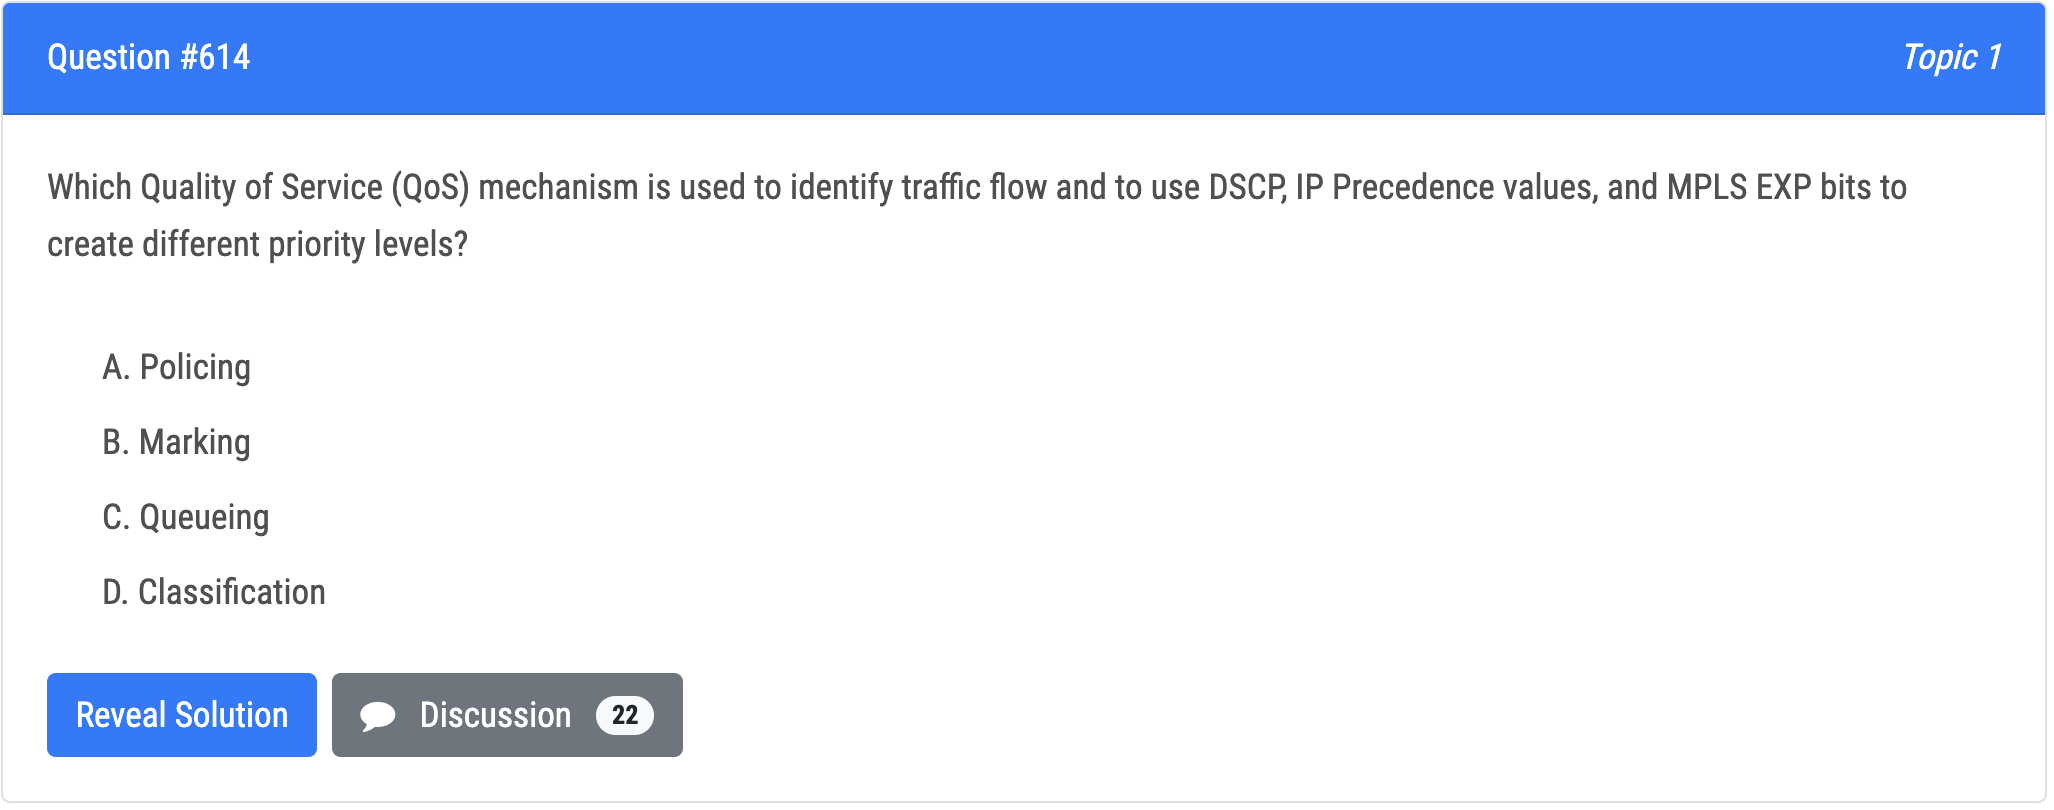 Question #614
Topic 1
Which Quality of Service (QoS) mechanism is used to identify traffic flow and to use DSCP, IP Precedence values, and MPLS EXP bits to
create different priority levels?
A. Policing
B. Marking
C. Queueing
D. Classification
Reveal Solution
Discussion 22